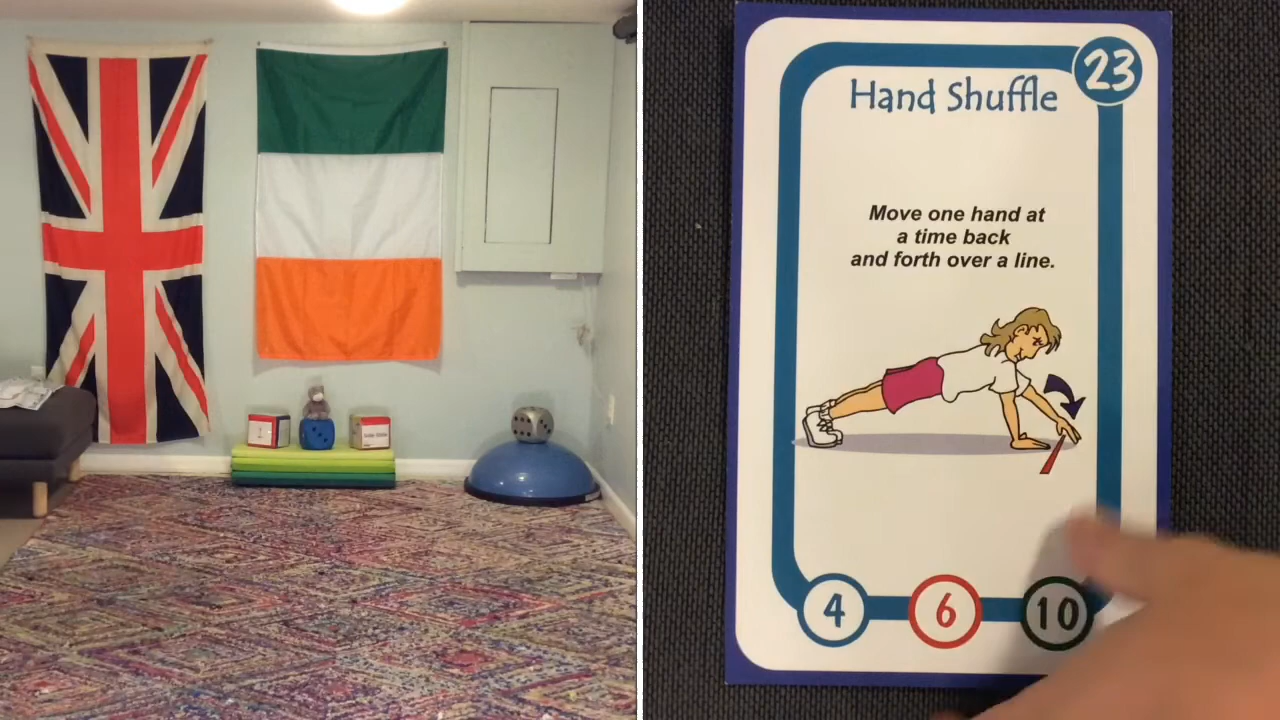 23
Hand Shuffle
Move one hand at
a time back
and forth over a line.
4 6 10